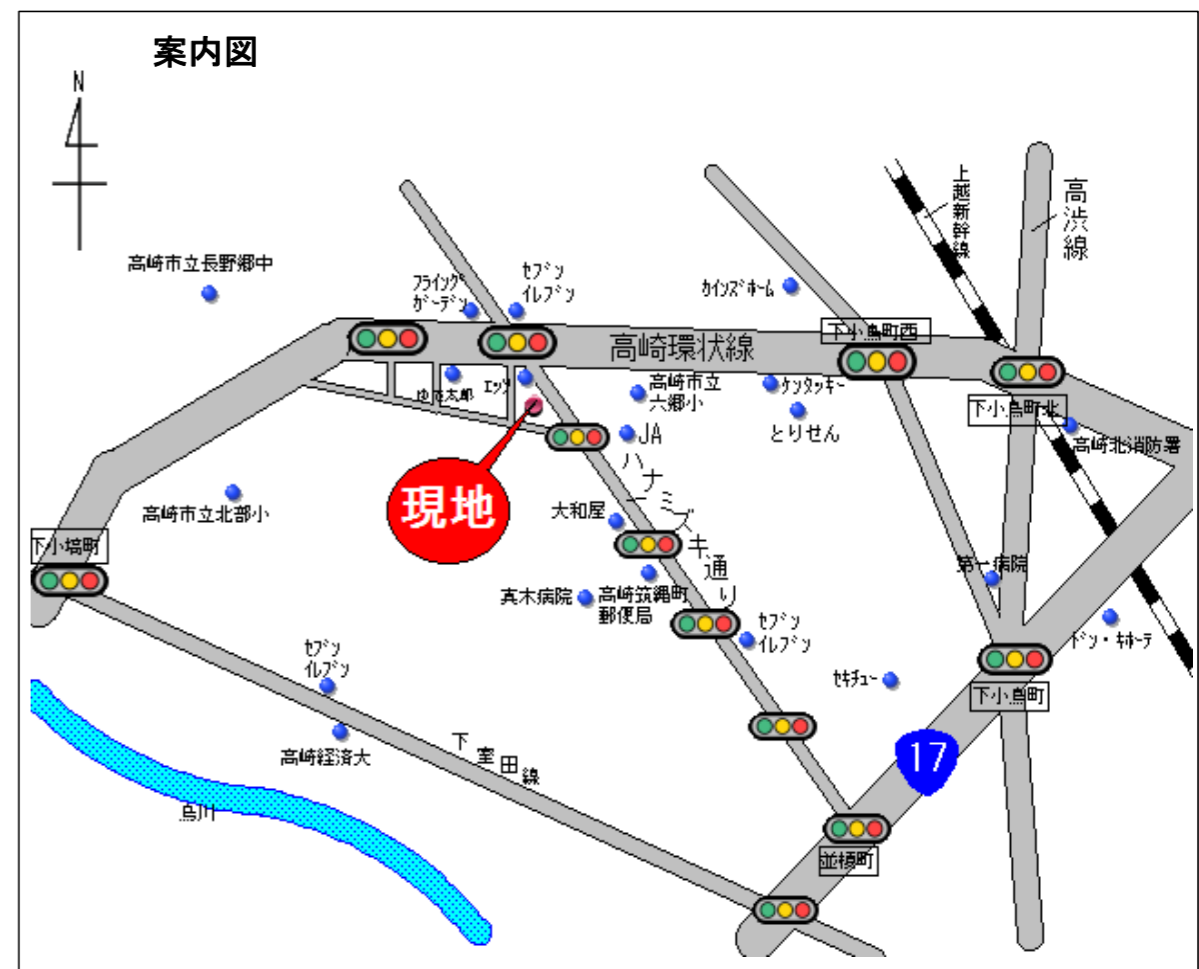 案内図
N
上越新幹線
高渋線
高崎市立長野郷中
フライング
ガーデン
セブン
イレブン
カインズホーム
下小鳥町西
高崎環状線
エッソ
高崎市立
六郷小
ケンタッキー
とりせん
下小鳥町北
高崎北消防署
JA
ハナミズキ通り
現地
高崎市立北部小
大和屋
下小塙町
真木病院
高崎筑縄町
郵便局
第一病院
セブン
イレブン
ドン・キホーテ
セブン
イレブン
セキチュー
下小鳥町
高崎経済大
下室田線
17
烏川
並榎町